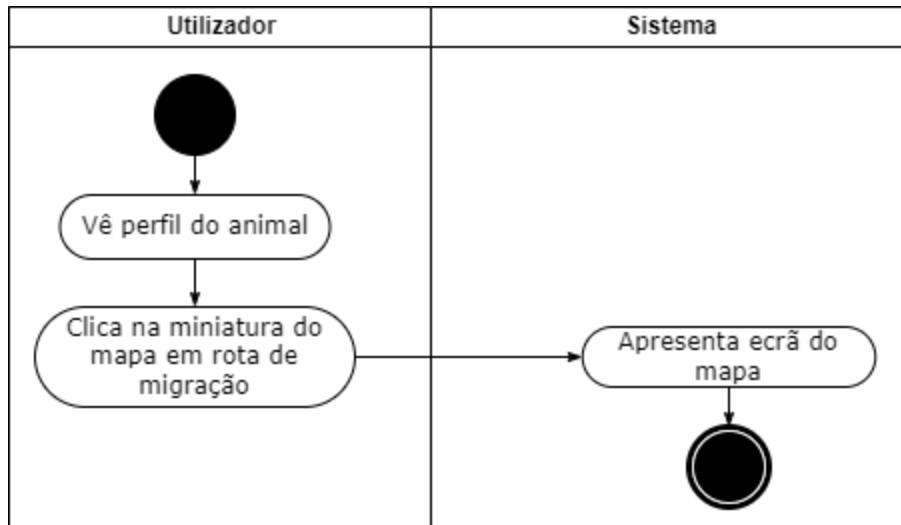 Utilizador
Sistema
Vê perfil do animal
Clica na miniatura do
mapa em rota de
migração
Apresenta ecrã do
mapa